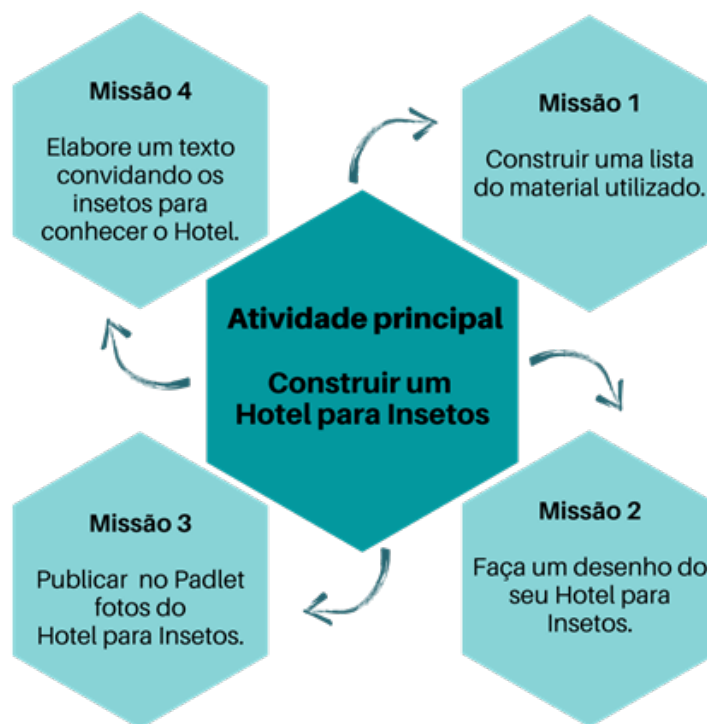 Missão 4
Elabore um texto
convidando os
insetos para
conhecer o Hotel.
Missão 1
Construir uma lista
do material utilizado.
Atividade principal
Construir um
Hotel para Insetos
Missão 3
Publicar no Padlet
fotos do
Hotel para Insetos.
Missão 2
Faça um desenho do
seu Hotel para
Insetos.